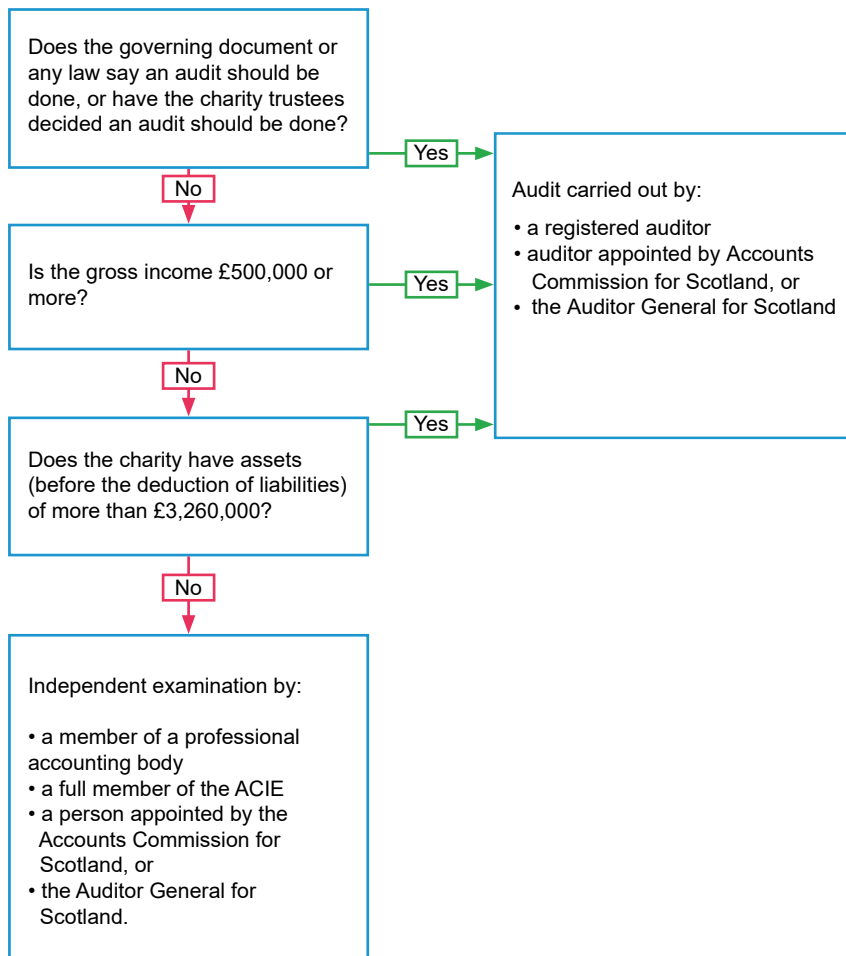 Does the governing document or
any law say an audit should be
done, or have the charity trustees
decided an audit should be done?
Yes
No
Audit carried out by:
• a registered auditor
• auditor appointed by Accounts
Commission for Scotland, or
• the Auditor General for Scotland
Is the gross income £500,000 or
more?
Yes
No
Does the charity have assets
(before the deduction of liabilities)
of more than £3,260,000?
Yes
No
Independent examination by:
• a member of a professional
accounting body
• a full member of the ACIE
• a person appointed by the
Accounts Commission for
Scotland, or
• the Auditor General for
Scotland.